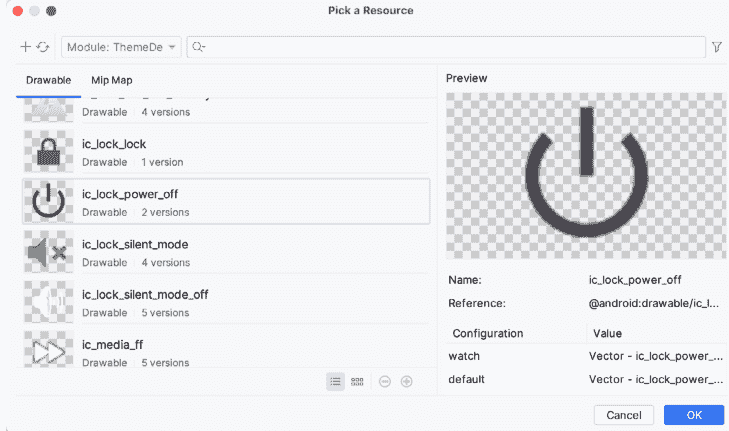 Pick a Resource
Module: ThemeDe
Drawable Mip Map
Drawable 4 versions
ic_lock_lock
Drawable 1 version
ic_lock_power_off
Drawable 2 versions
ic_lock_silent_mode
Drawable 4 versions
ic_lock_silent_mode_off
Drawable 5 versions
ic_media_ff
Drawable 5 versions
Preview
Name: ic_lock_power_off
Reference: @android:drawable/ic_l...
Configuration Value
watch Vector - ic_lock_power_...
default Vector - ic_lock_power_...
Cancel OK